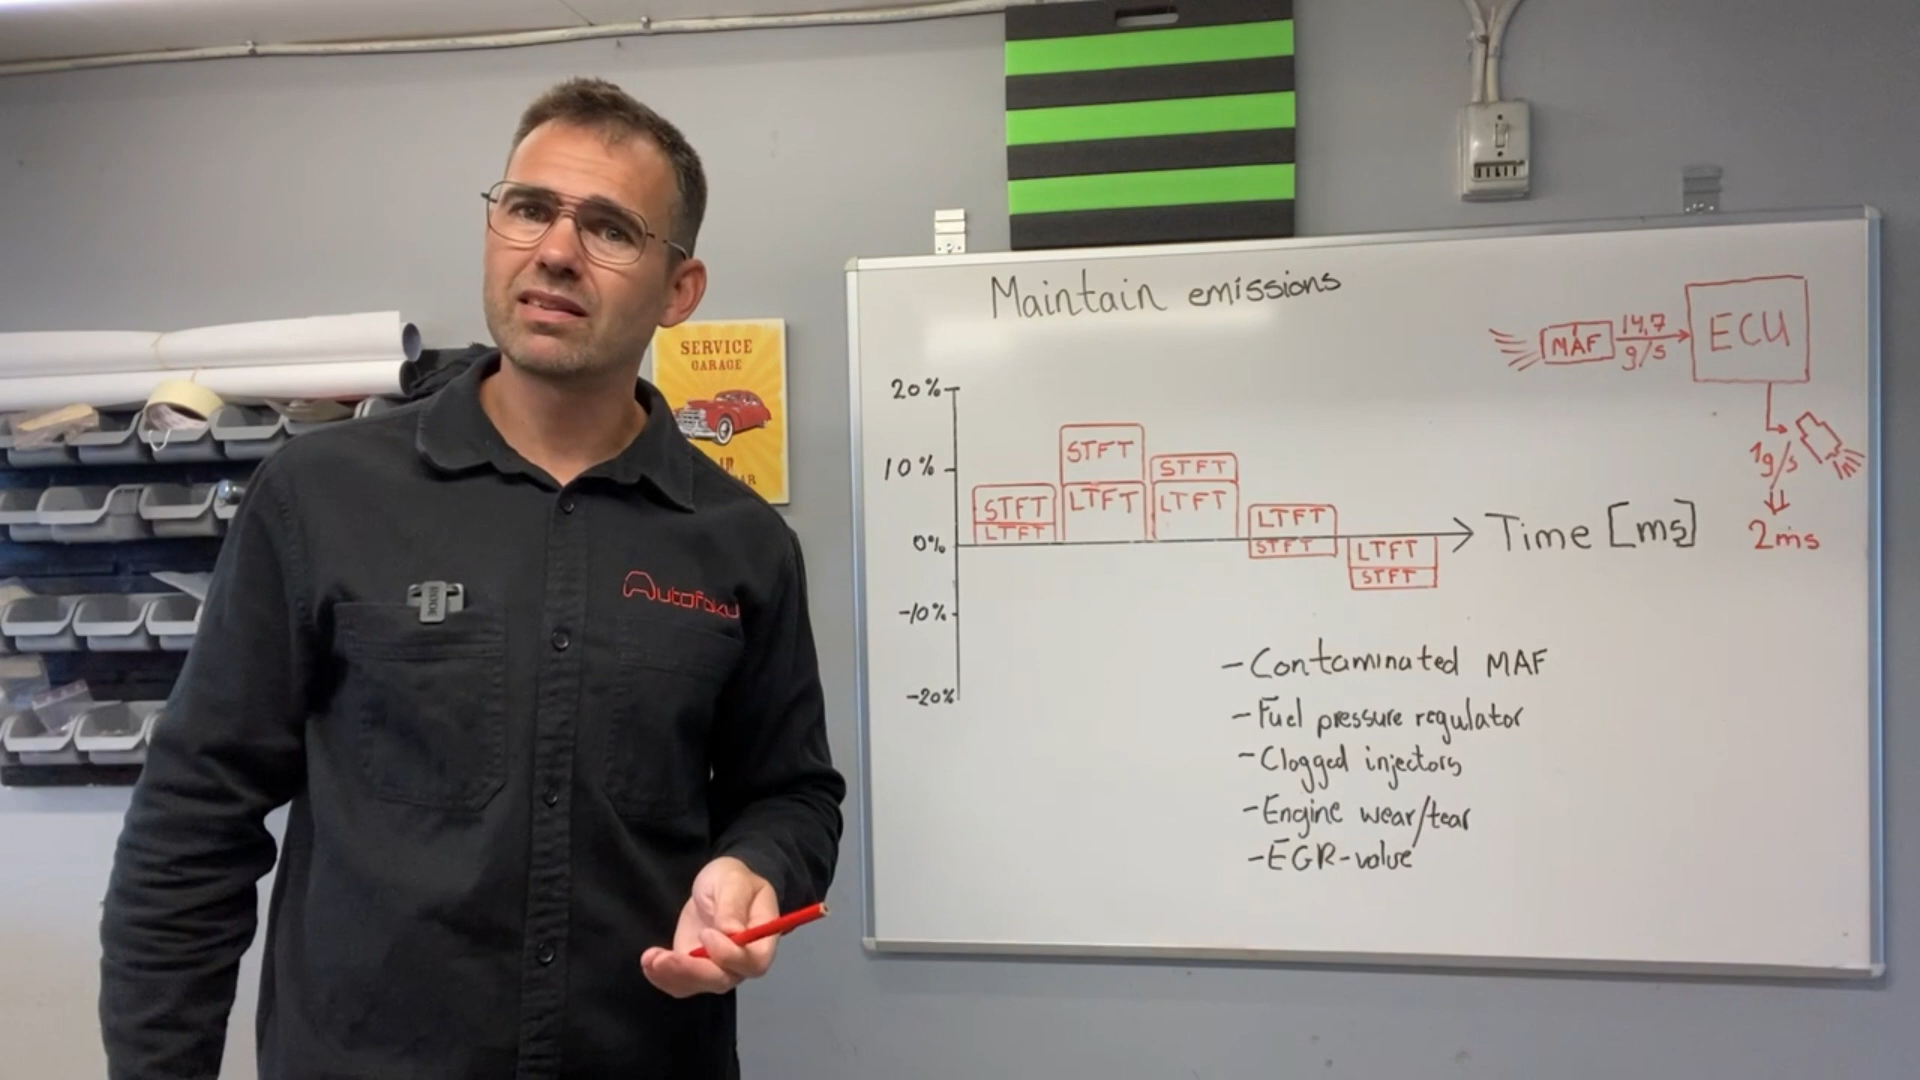 SERVICE
GARAGE
RODE
Maintain emissions
MAF
14,7
g/s
ECU
1g/s
2ms
20%
10%
0%
-10%
-20%
STFT
LTFT
STFT
LTFT
STFT
LTFT
LTFT
STFT
LTFT
STFT
Time [ms]
-Contaminated MAF
-Fuel pressure regulator
-Clogged injectors
-Engine wear/tear
-EGR-valve